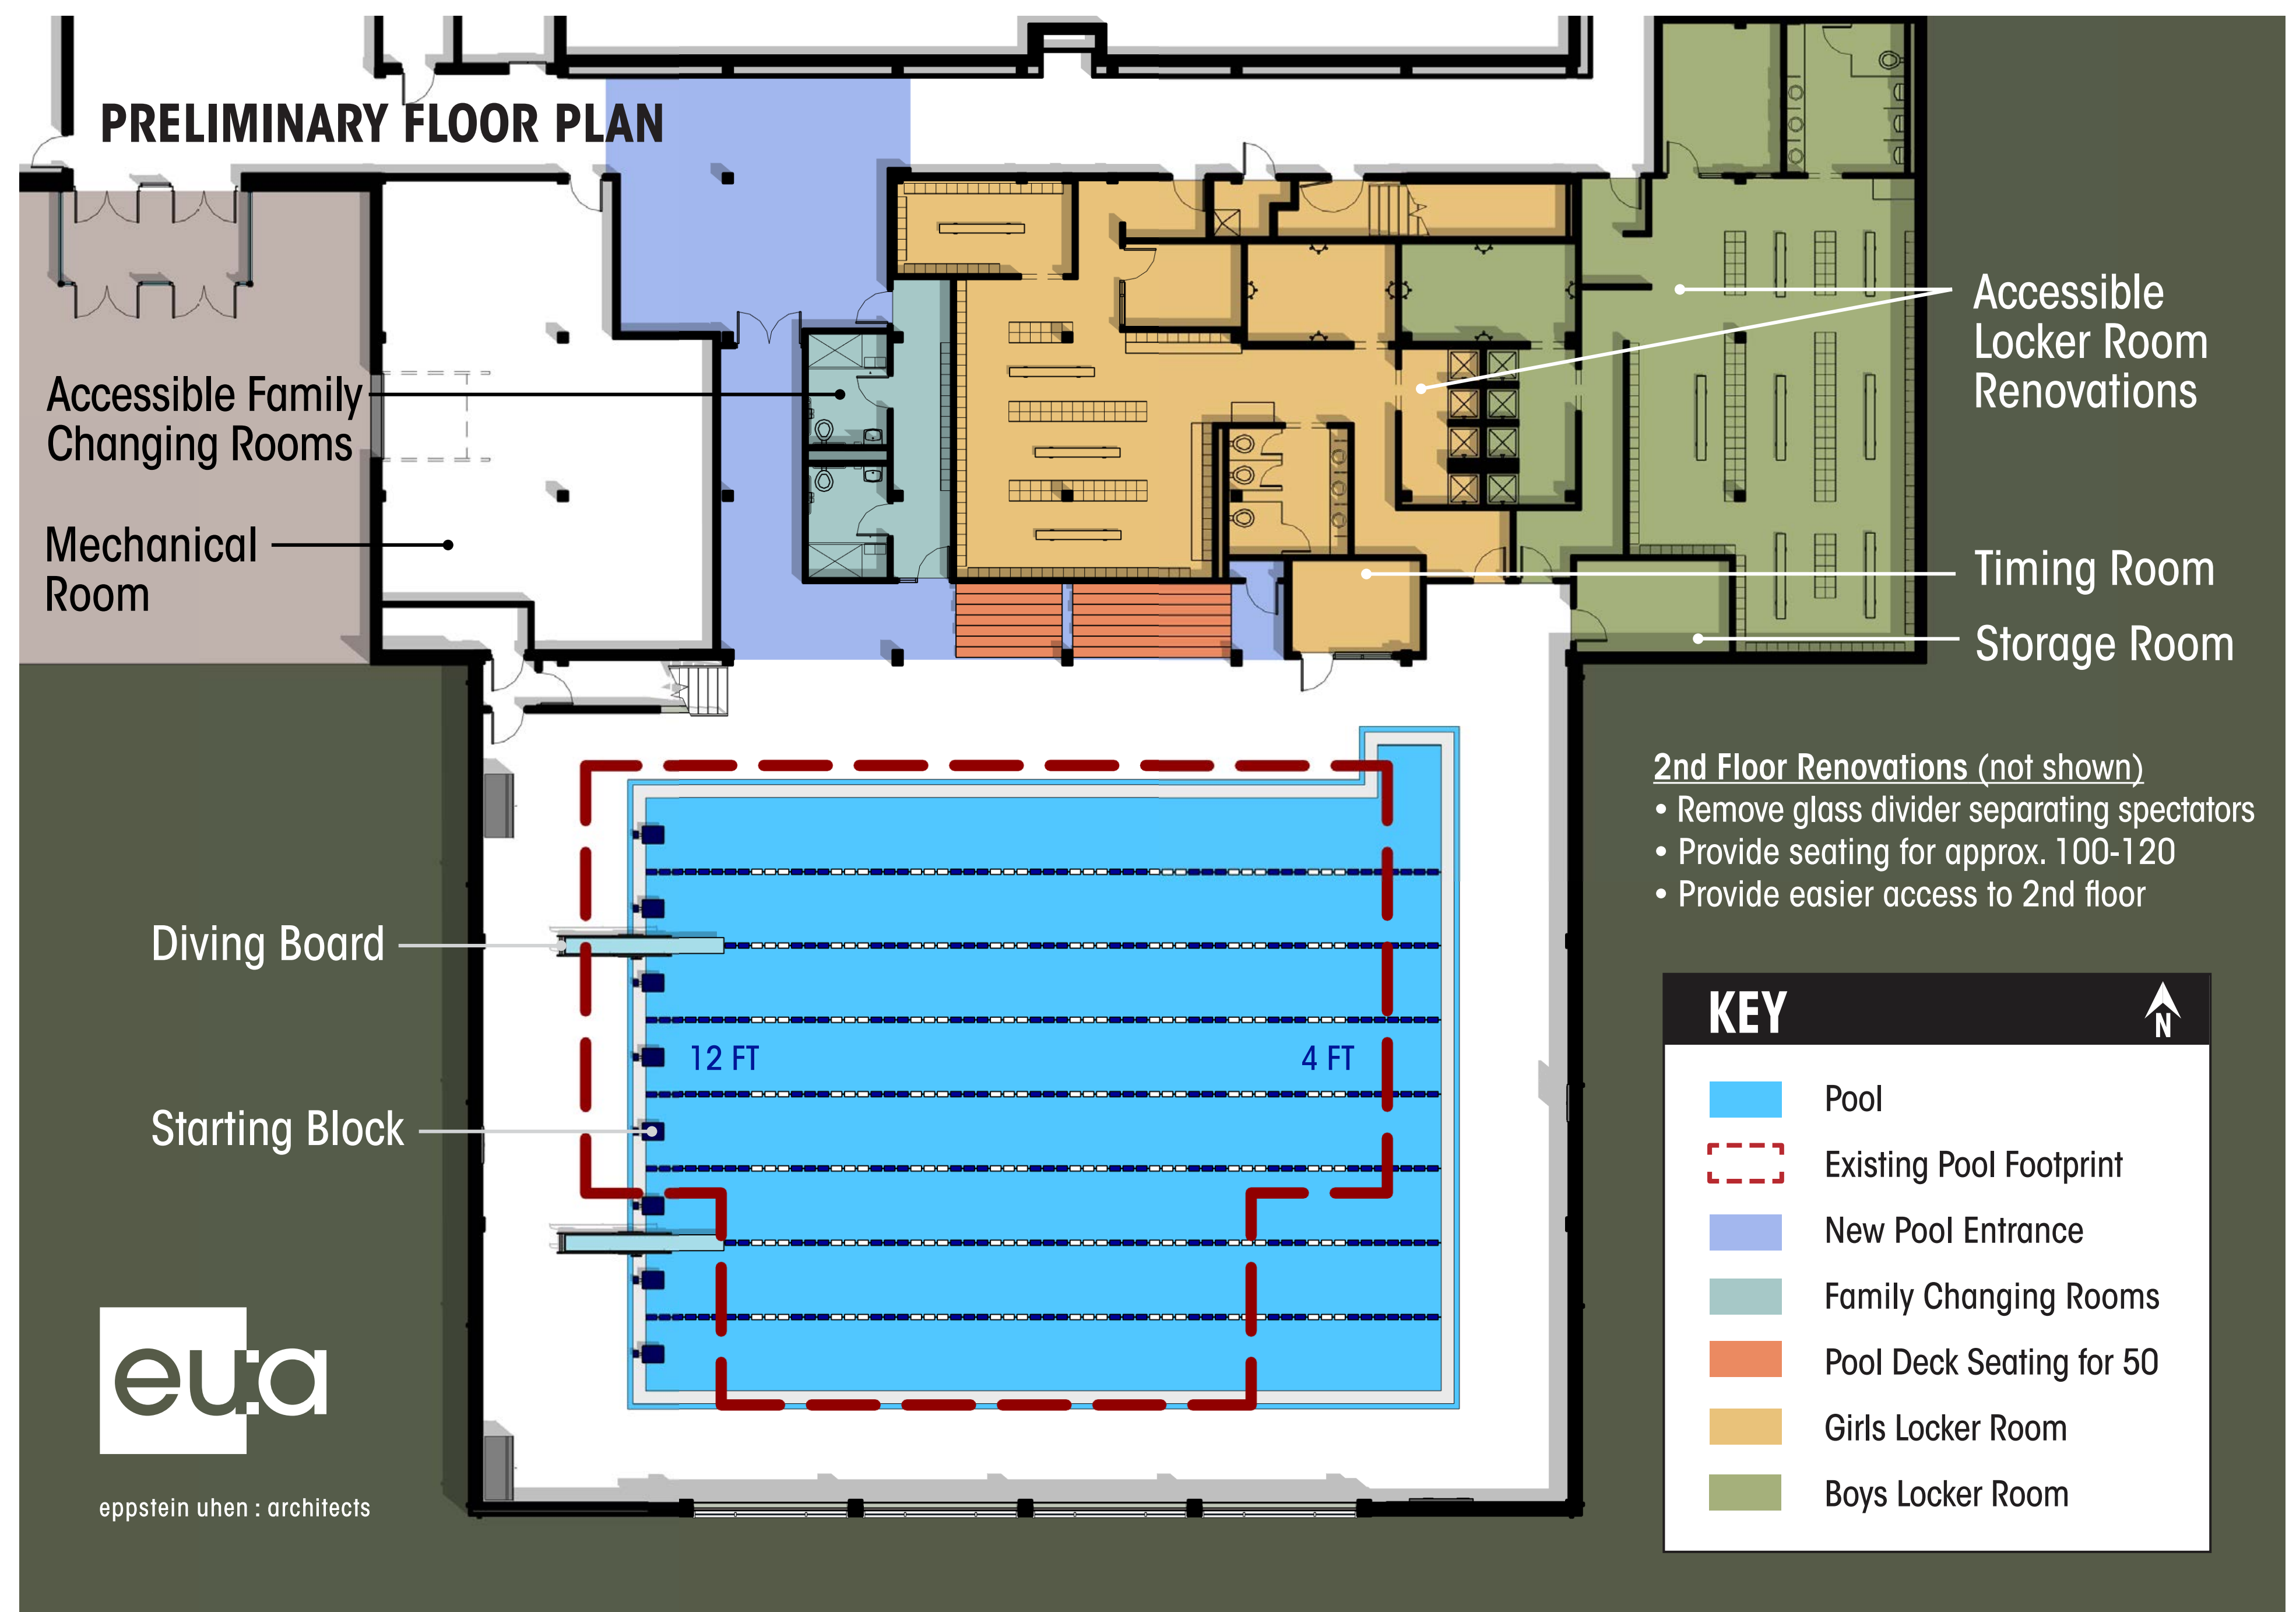 PRELIMINARY FLOOR PLAN
Accessible Family
Changing Rooms
Mechanical
Room
Accessible
Locker Room
Renovations
Timing Room
Storage Room
2nd Floor Renovations (not shown)
• Remove glass divider separating spectators
• Provide seating for approx. 100-120
• Provide easier access to 2nd floor
Diving Board
Starting Block
12 FT
4 FT
KEY
N
Pool
Existing Pool Footprint
New Pool Entrance
Family Changing Rooms
Pool Deck Seating for 50
Girls Locker Room
Boys Locker Room
eu:a
eppstein uhen : architects